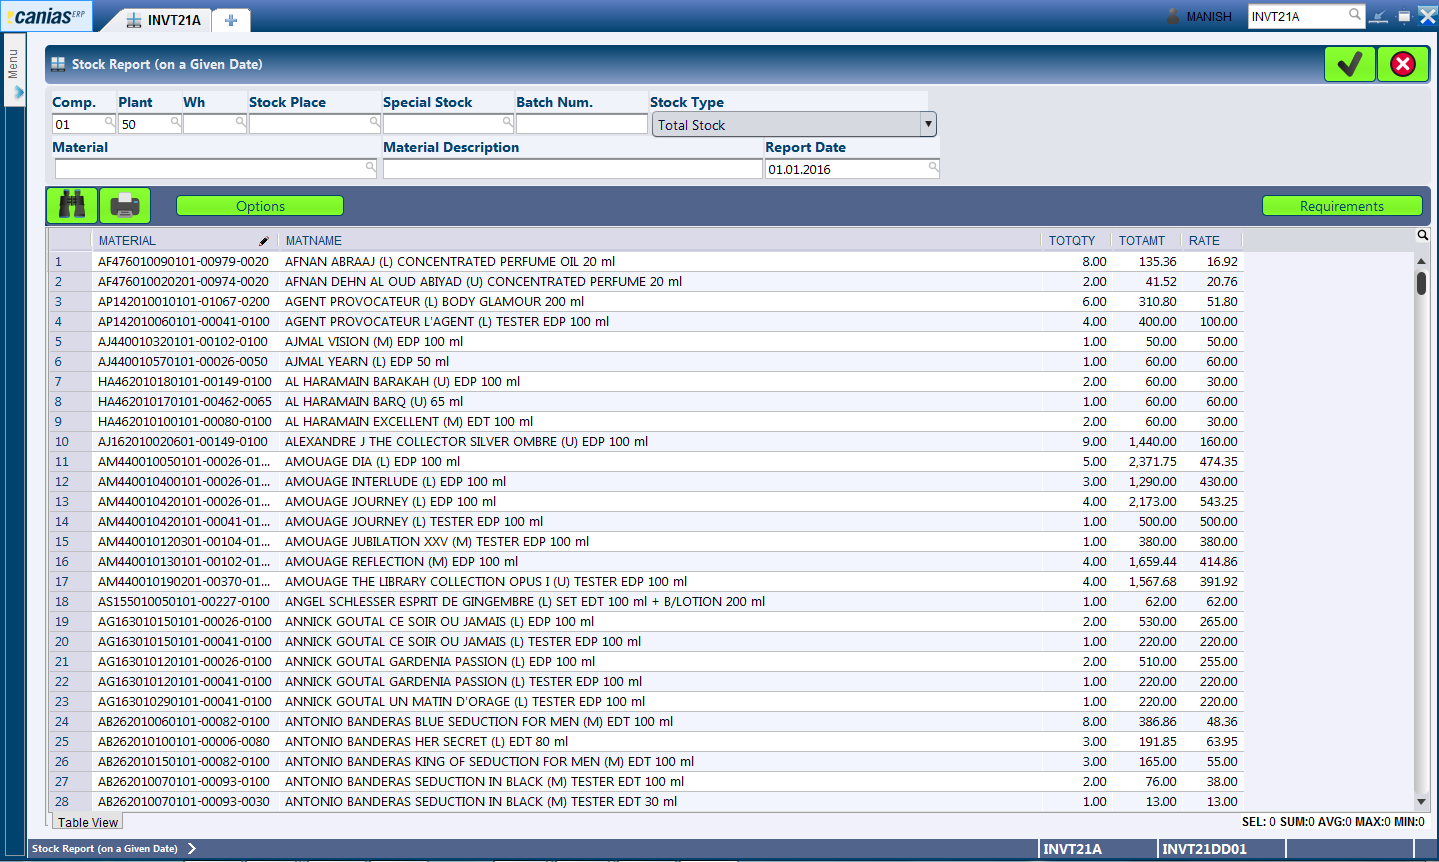 canias ERP INVT21A + MANISH INVT21A
Menu
Stock Report (on a Given Date)
Comp. Plant Wh Stock Place Special Stock Batch Num. Stock Type
01 50 Total Stock
Material Material Description Report Date
01.01.2016
Options Requirements
MATERIAL MATNAME TOTQTY TOTAMT RATE
1 AF476010090101-00979-0020 AFNAN ABRAAJ (L) CONCENTRATED PERFUME OIL 20 ml 8.00 135.36 16.92
2 AF476010020201-00974-0020 AFNAN DEHN AL OUD ABIYAD (U) CONCENTRATED PERFUME 20 ml 2.00 41.52 20.76
3 AP142010010101-01067-0200 AGENT PROVOCATEUR (L) BODY GLAMOUR 200 ml 6.00 310.80 51.80
4 AP142010060101-00041-0100 AGENT PROVOCATEUR L'AGENT (L) TESTER EDP 100 ml 4.00 400.00 100.00
5 AJ440010320101-00102-0100 AJMAL VISION (M) EDP 100 ml 1.00 50.00 50.00
6 AJ440010570101-00026-0050 AJMAL YEARN (L) EDP 50 ml 1.00 60.00 60.00
7 HA462010180101-00149-0100 AL HARAMAIN BARAKAH (U) EDP 100 ml 2.00 60.00 30.00
8 HA462010170101-00462-0065 AL HARAMAIN BARQ (U) 65 ml 1.00 60.00 60.00
9 HA462010100101-00080-0100 AL HARAMAIN EXCELLENT (M) EDT 100 ml 2.00 60.00 30.00
10 AJ162010020601-00149-0100 ALEXANDRE J THE COLLECTOR SILVER OMBRE (U) EDP 100 ml 9.00 1,440.00 160.00
11 AM440010050101-00026-01... AMOUAGE DIA (L) EDP 100 ml 5.00 2,371.75 474.35
12 AM440010400101-00026-01... AMOUAGE INTERLUDE (L) EDP 100 ml 3.00 1,290.00 430.00
13 AM440010420101-00026-01... AMOUAGE JOURNEY (L) EDP 100 ml 4.00 2,173.00 543.25
14 AM440010420101-00041-01... AMOUAGE JOURNEY (L) TESTER EDP 100 ml 1.00 500.00 500.00
15 AM440010120301-00104-01... AMOUAGE JUBILATION XXV (M) TESTER EDP 100 ml 1.00 380.00 380.00
16 AM440010130101-00102-01... AMOUAGE REFLECTION (M) EDP 100 ml 4.00 1,659.44 414.86
17 AM440010190201-00370-01... AMOUAGE THE LIBRARY COLLECTION OPUS I (U) TESTER EDP 100 ml 4.00 1,567.68 391.92
18 AS155010050101-00227-0100 ANGEL SCHLESSER ESPRIT DE GINGEMBRE (L) SET EDT 100 ml + B/LOTION 200 ml 1.00 62.00 62.00
19 AG163010150101-00026-0100 ANNICK GOUTAL CE SOIR OU JAMAIS (L) EDP 100 ml 2.00 530.00 265.00
20 AG163010150101-00041-0100 ANNICK GOUTAL CE SOIR OU JAMAIS (L) TESTER EDP 100 ml 1.00 220.00 220.00
21 AG163010120101-00026-0100 ANNICK GOUTAL GARDENIA PASSION (L) EDP 100 ml 2.00 510.00 255.00
22 AG163010120101-00041-0100 ANNICK GOUTAL GARDENIA PASSION (L) TESTER EDP 100 ml 1.00 220.00 220.00
23 AG163010290101-00041-0100 ANNICK GOUTAL UN MATIN D'ORAGE (L) TESTER EDP 100 ml 1.00 220.00 220.00
24 AB262010060101-00082-0100 ANTONIO BANDERAS BLUE SEDUCTION FOR MEN (M) EDT 100 ml 8.00 386.86 48.36
25 AB262010100101-00006-0080 ANTONIO BANDERAS HER SECRET (L) EDT 80 ml 3.00 191.85 63.95
26 AB262010150101-00082-0100 ANTONIO BANDERAS KING OF SEDUCTION FOR MEN (M) EDT 100 ml 3.00 165.00 55.00
27 AB262010070101-00093-0100 ANTONIO BANDERAS SEDUCTION IN BLACK (M) TESTER EDT 100 ml 2.00 76.00 38.00
28 AB262010070101-00093-0030 ANTONIO BANDERAS SEDUCTION IN BLACK (M) TESTER EDT 30 ml 1.00 13.00 13.00
Table View SEL: 0 SUM:0 AVG:0 MAX:0 MIN:0
Stock Report (on a Given Date) INVT21A INVT21DD01